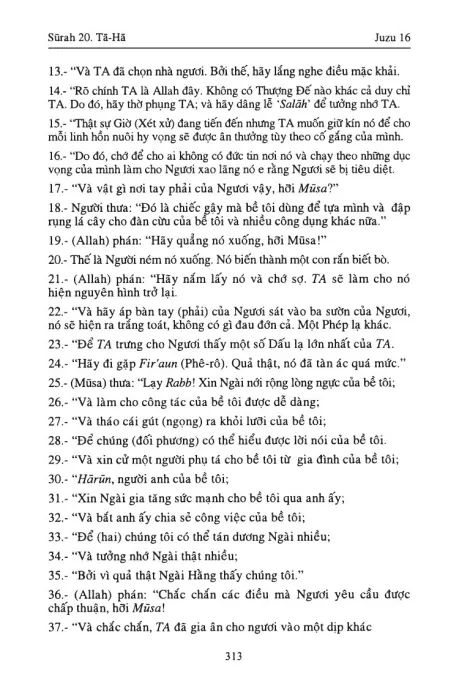 Sūrah 20. Tā-Hā Juzu 16
13.- “Và TA đã chọn nhà ngươi. Bởi thế, hãy lắng nghe điều mặc khải.
14.- “Rõ chính TA là Allah đây. Không có Thượng Đế nào khác cả duy chỉ
TA. Do đó, hãy thờ phụng TA; và hãy dâng lễ ‘Salāh’ để tưởng nhớ TA.
15.- “Thật sự Giờ (Xét xử) đang tiến đến nhưng TA muốn giữ kín nó để cho
mỗi linh hồn nuôi hy vọng sẽ được ân thưởng tùy theo cố gắng của mình.
16.- “Do đó, chớ để cho ai không có đức tin nơi nó và chạy theo những dục
vọng của mình làm cho Ngươi xao lãng nó e rằng Ngươi sẽ bị tiêu diệt.
17.- “Và vật gì nơi tay phải của Ngươi vậy, hỡi Mūsa?”
18.- Người thưa: “Đó là chiếc gậy mà bề tôi dùng để tựa mình và đập
rụng lá cây cho đàn cừu của bề tôi và nhiều công dụng khác nữa.”
19.- (Allah) phán: “Hãy quẳng nó xuống, hỡi Mūsa!”
20.- Thế là Người ném nó xuống. Nó biến thành một con rắn biết bò.
21.- (Allah) phán: “Hãy nắm lấy nó và chớ sợ. TA sẽ làm cho nó
hiện nguyên hình trở lại.
22.- “Và hãy áp bàn tay (phải) của Ngươi sát vào ba sườn của Ngươi,
nó sẽ hiện ra trắng toát, không có gì đau đớn cả. Một Phép lạ khác.
23.- “Để TA trưng cho Ngươi thấy một số Dấu lạ lớn nhất của TA.
24.- “Hãy đi gặp Fir'aun (Phê-rô). Quả thật, nó đã tàn ác quá mức.”
25.- (Mūsa) thưa: “Lạy Rabb! Xin Ngài nới rộng lòng ngực của bề tôi;
26.- “Và làm cho công tác của bề tôi được dễ dàng;
27.- “Và tháo cái gút (ngọng) ra khỏi lưỡi của bề tôi;
28.- “Để chúng (đối phương) có thể hiểu được lời nói của bề tôi.
29.- “Và xin cử một người phụ tá cho bề tôi từ gia đình của bề tôi;
30.- “Hārūn, người anh của bề tôi;
31.- “Xin Ngài gia tăng sức mạnh cho bề tôi qua anh ấy;
32.- “Và bắt anh ấy chia sẻ công việc của bề tôi;
33.- “Để (hai) chúng tôi có thể tán dương Ngài nhiều;
34.- “Và tưởng nhớ Ngài thật nhiều;
35.- “Bởi vì quả thật Ngài Hằng thấy chúng tôi.”
36.- (Allah) phán: “Chắc chắn các điều mà Ngươi yêu cầu được
chấp thuận, hỡi Mūsa!
37.- “Và chắc chắn, TA đã gia ân cho ngươi vào một dịp khác
313